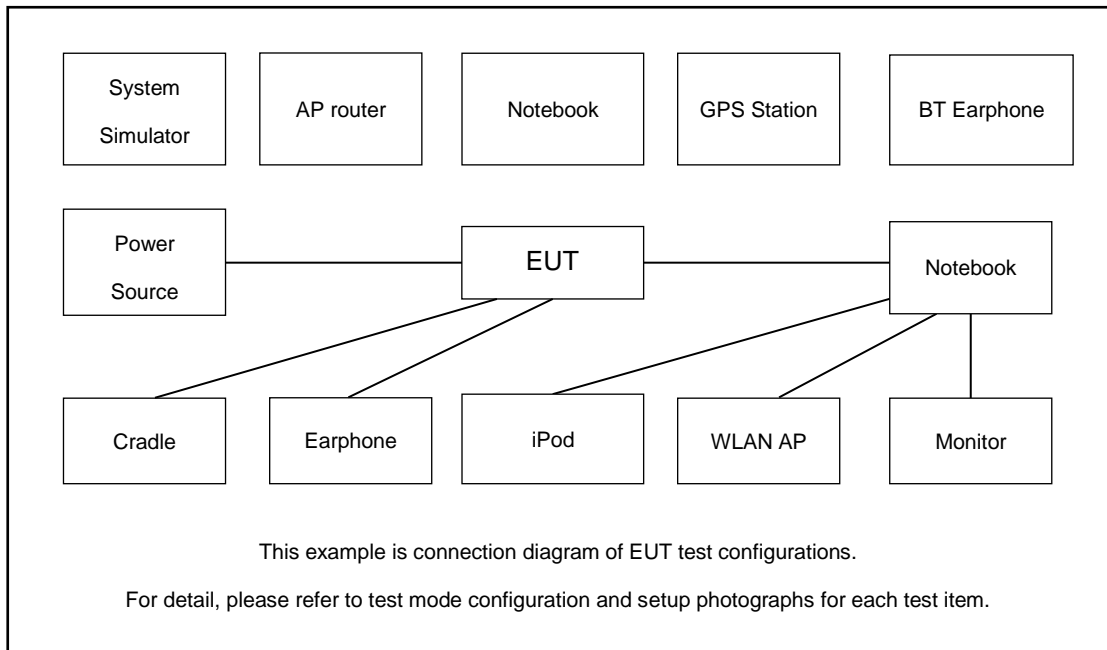 System
Simulator
AP router
Notebook
GPS Station
BT Earphone
Power
Source
EUT
Notebook
Cradle
Earphone
iPod
WLAN AP
Monitor
This example is connection diagram of EUT test configurations.
For detail, please refer to test mode configuration and setup photographs for each test item.